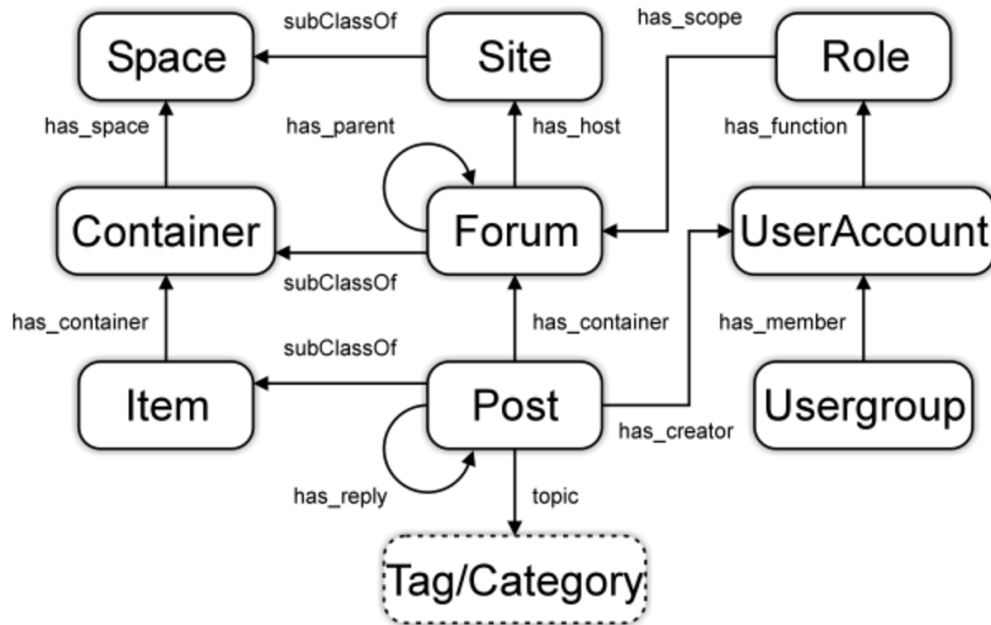 subClassOf
has_scope
Space
Site
Role
has_space
has_parent
has_host
has_function
Container
Forum
UserAccount
subClassOf
has_container
has_container
has_member
subClassOf
Item
Post
Usergroup
has_creator
has_reply
topic
Tag/Category